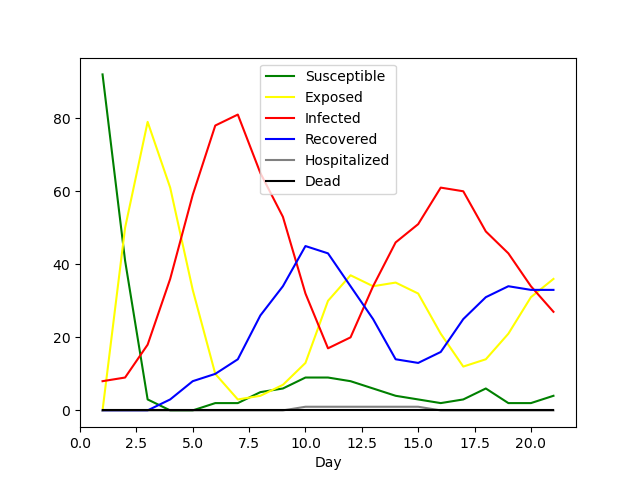 Susceptible
Exposed
Infected
Recovered
Hospitalized
Dead
80
60
40
20
0
0.0 2.5 5.0 7.5 10.0 12.5 15.0 17.5 20.0
Day